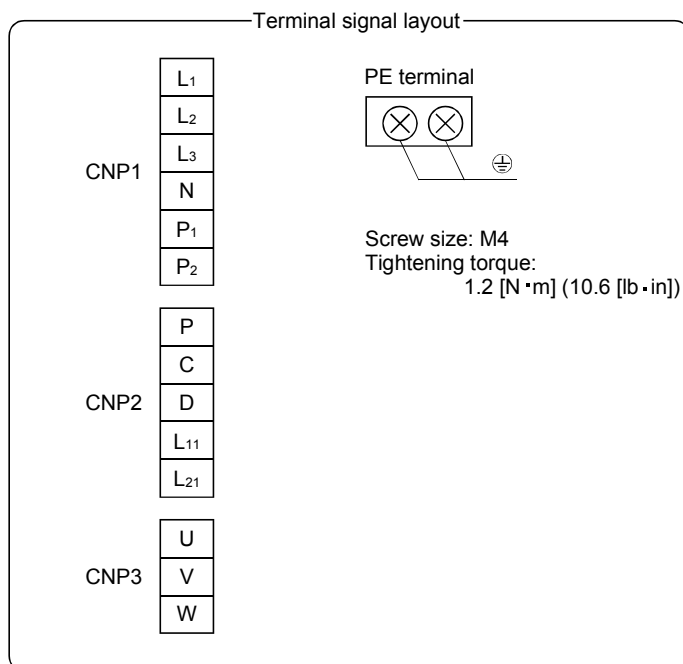 Terminal signal layout
CNP1
L1
L2
L3
N
P1
P2
CNP2
P
C
D
L11
L21
CNP3
U
V
W
PE terminal
Screw size: M4
Tightening torque:
1.2 [N▪m] (10.6 [lb▪in])